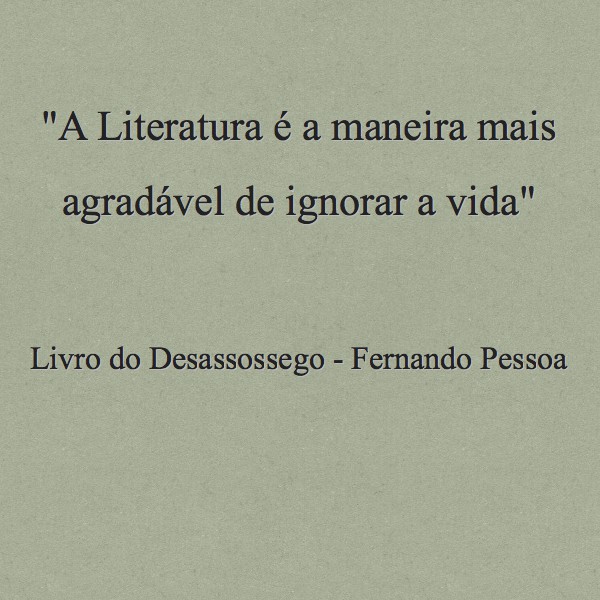 "A Literatura é a maneira mais
agradável de ignorar a vida"
Livro do Desassossego - Fernando Pessoa